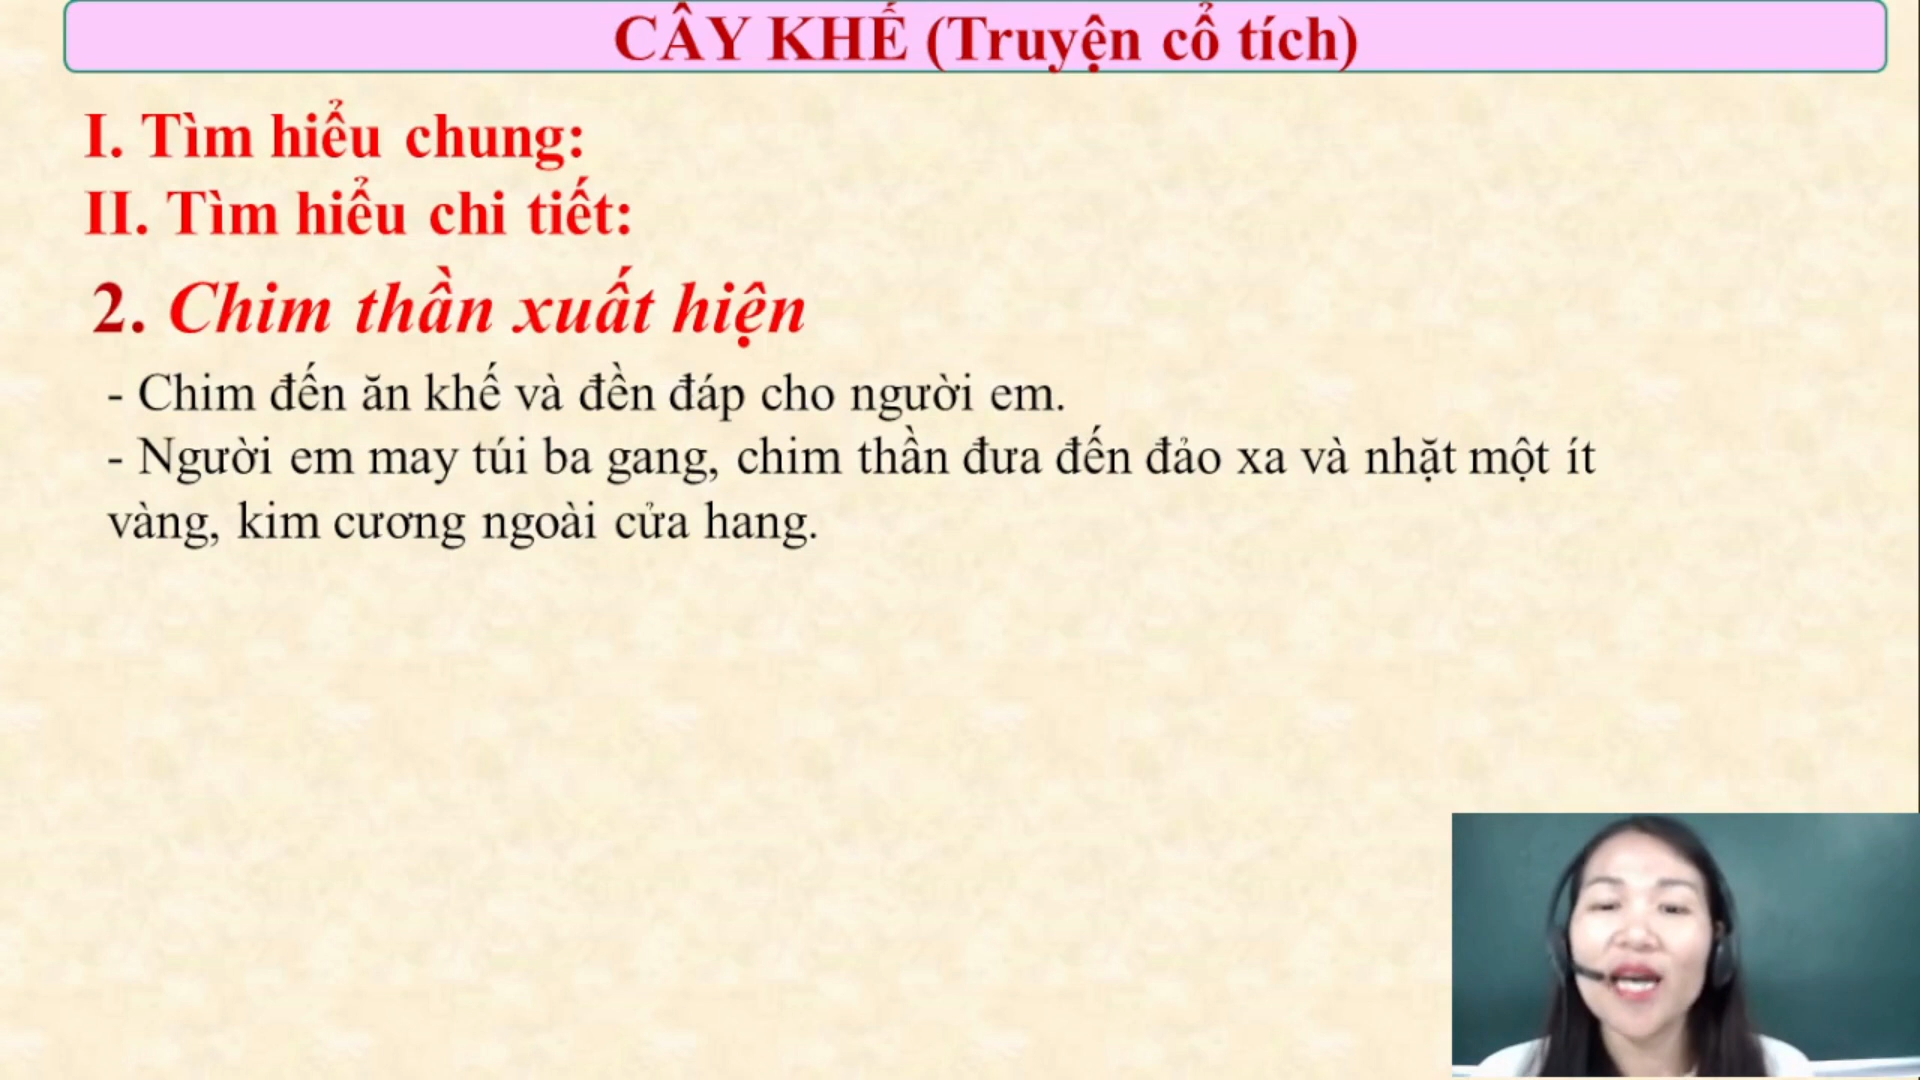 CÂY KHẾ (Truyện cổ tích)
I. Tìm hiểu chung:
II. Tìm hiểu chi tiết:
2. Chim thần xuất hiện
- Chim đến ăn khế và đền đáp cho người em.
- Người em may túi ba gang, chim thần đưa đến đảo xa và nhặt một ít
vàng, kim cương ngoài cửa hang.